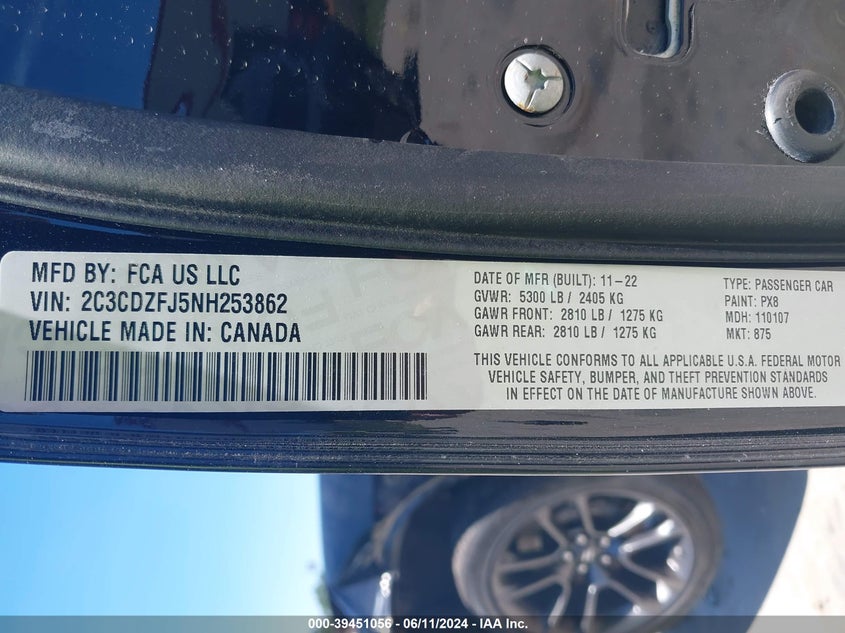 MFD BY: FCA US LLC
VIN: 2C3CDZFJ5NH253862
VEHICLE MADE IN: CANADA
DATE OF MFR (BUILT): 11-22
GVWR: 5300 LB / 2405 KG
GAWR FRONT: 2810 LB / 1275 KG
GAWR REAR: 2810 LB / 1275 KG
TYPE: PASSENGER CAR
PAINT: PX8
MDH: 110107
MKT: 875
THIS VEHICLE CONFORMS TO ALL APPLICABLE U.S.A. FEDERAL MOTOR
VEHICLE SAFETY, BUMPER, AND THEFT PREVENTION STANDARDS
IN EFFECT ON THE DATE OF MANUFACTURE SHOWN ABOVE.
000-39451056 - 06/11/2024 - IAA Inc.